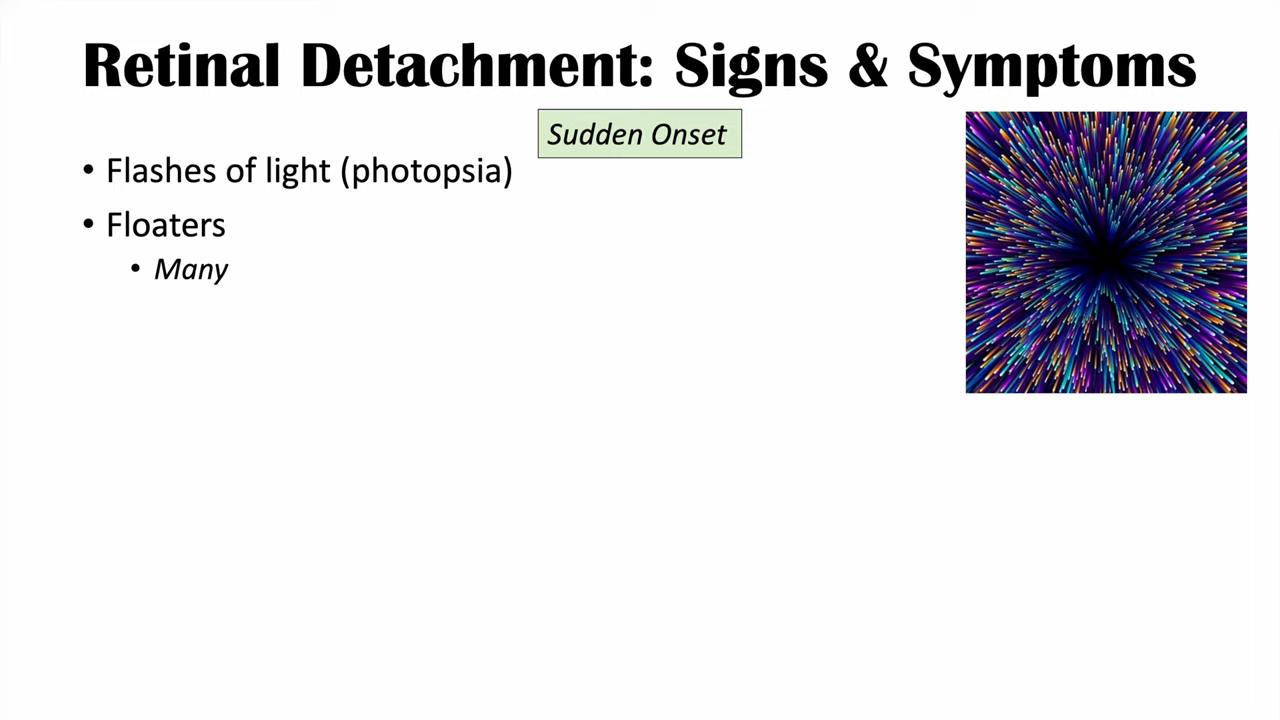 Retinal Detachment: Signs & Symptoms
Sudden Onset
• Flashes of light (photopsia)
• Floaters
• Many